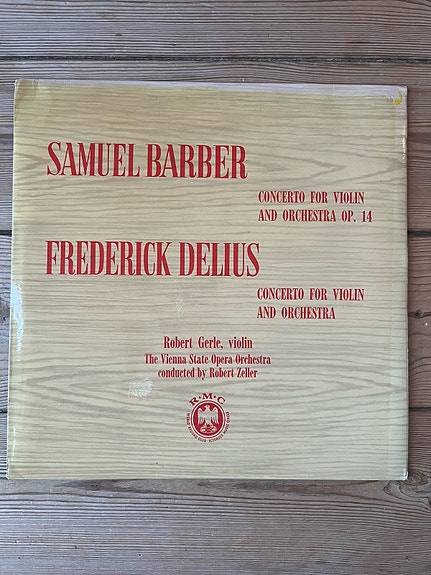 SAMUEL BARBER
CONCERTO FOR VIOLIN
AND ORCHESTRA OP. 14
FREDERICK DELIUS
CONCERTO FOR VIOLIN
AND ORCHESTRA
Robert Gerle, violin
The Vienna State Opera Orchestra
conducted by Robert Zeller
R·M·C